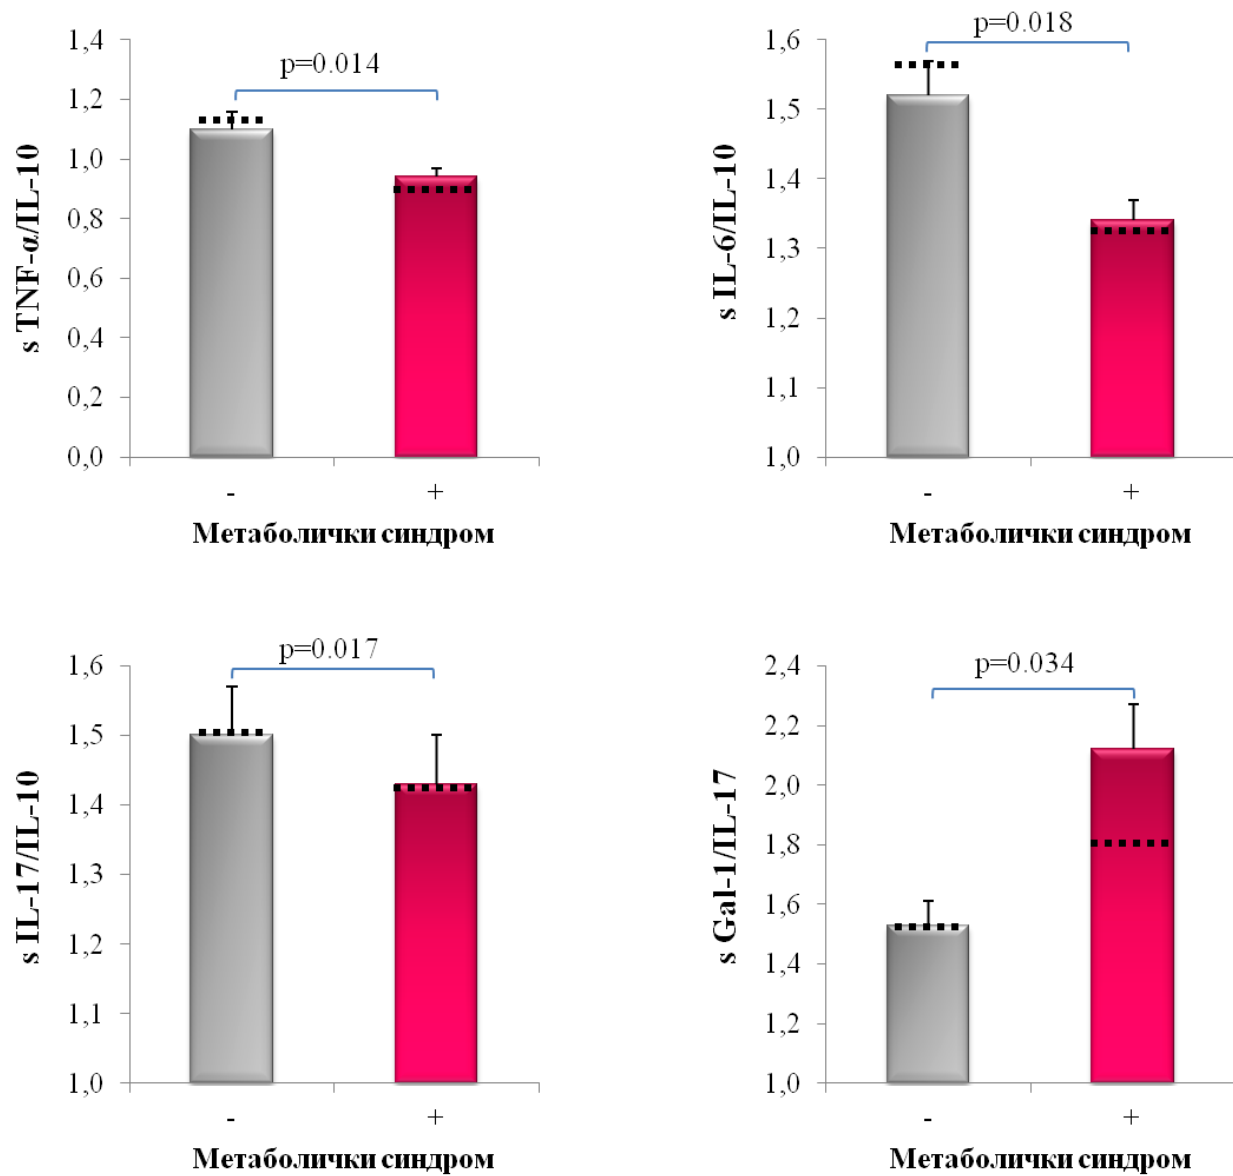 1,4
1,2
1,0
0,8
0,6
0,4
0,2
0,0
s TNF-α/IL-10
p=0.014
- +
Метаболички синдром
1,6
1,5
1,4
1,3
1,2
1,1
1,0
s IL-6/IL-10
p=0.018
- +
Метаболички синдром
1,6
1,5
1,4
1,3
1,2
1,1
1,0
s IL-17/IL-10
p=0.017
- +
Метаболички синдром
2,4
2,2
2,0
1,8
1,6
1,4
1,2
1,0
s Gal-1/IL-17
p=0.034
- +
Метаболички синдром